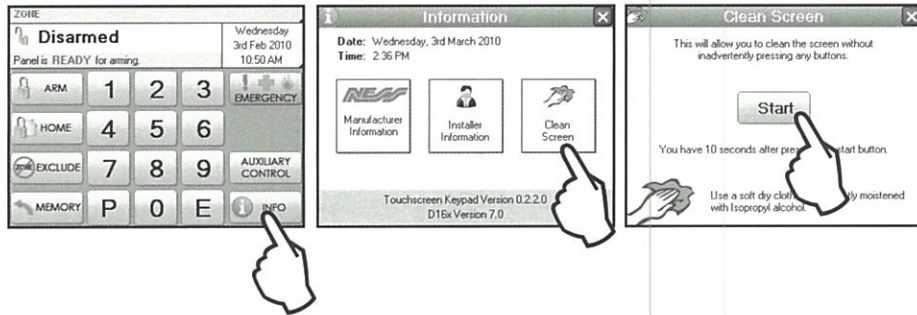 ZONE
Disarmed
Panel is READY for arming.
Wednesday
3rd Feb 2010
10:50 AM
ARM
1
2
3
EMERGENCY
HOME
4
5
6
ZONE
EXCLUDE
7
8
9
AUXILIARY
CONTROL
MEMORY
P
0
E
INFO
Information
Date: Wednesday, 3rd March 2010
Time: 2:36 PM
NESS
Manufacturer
Information
Installer
Information
Clean
Screen
Touchscreen Keypad Version 0.2.2.0
D16x Version 7.0
Clean Screen
This will allow you to clean the screen without
inadvertently pressing any buttons.
Start
You have 10 seconds after start button.
Use a soft dry moistened
with Isopropyl alcohol.